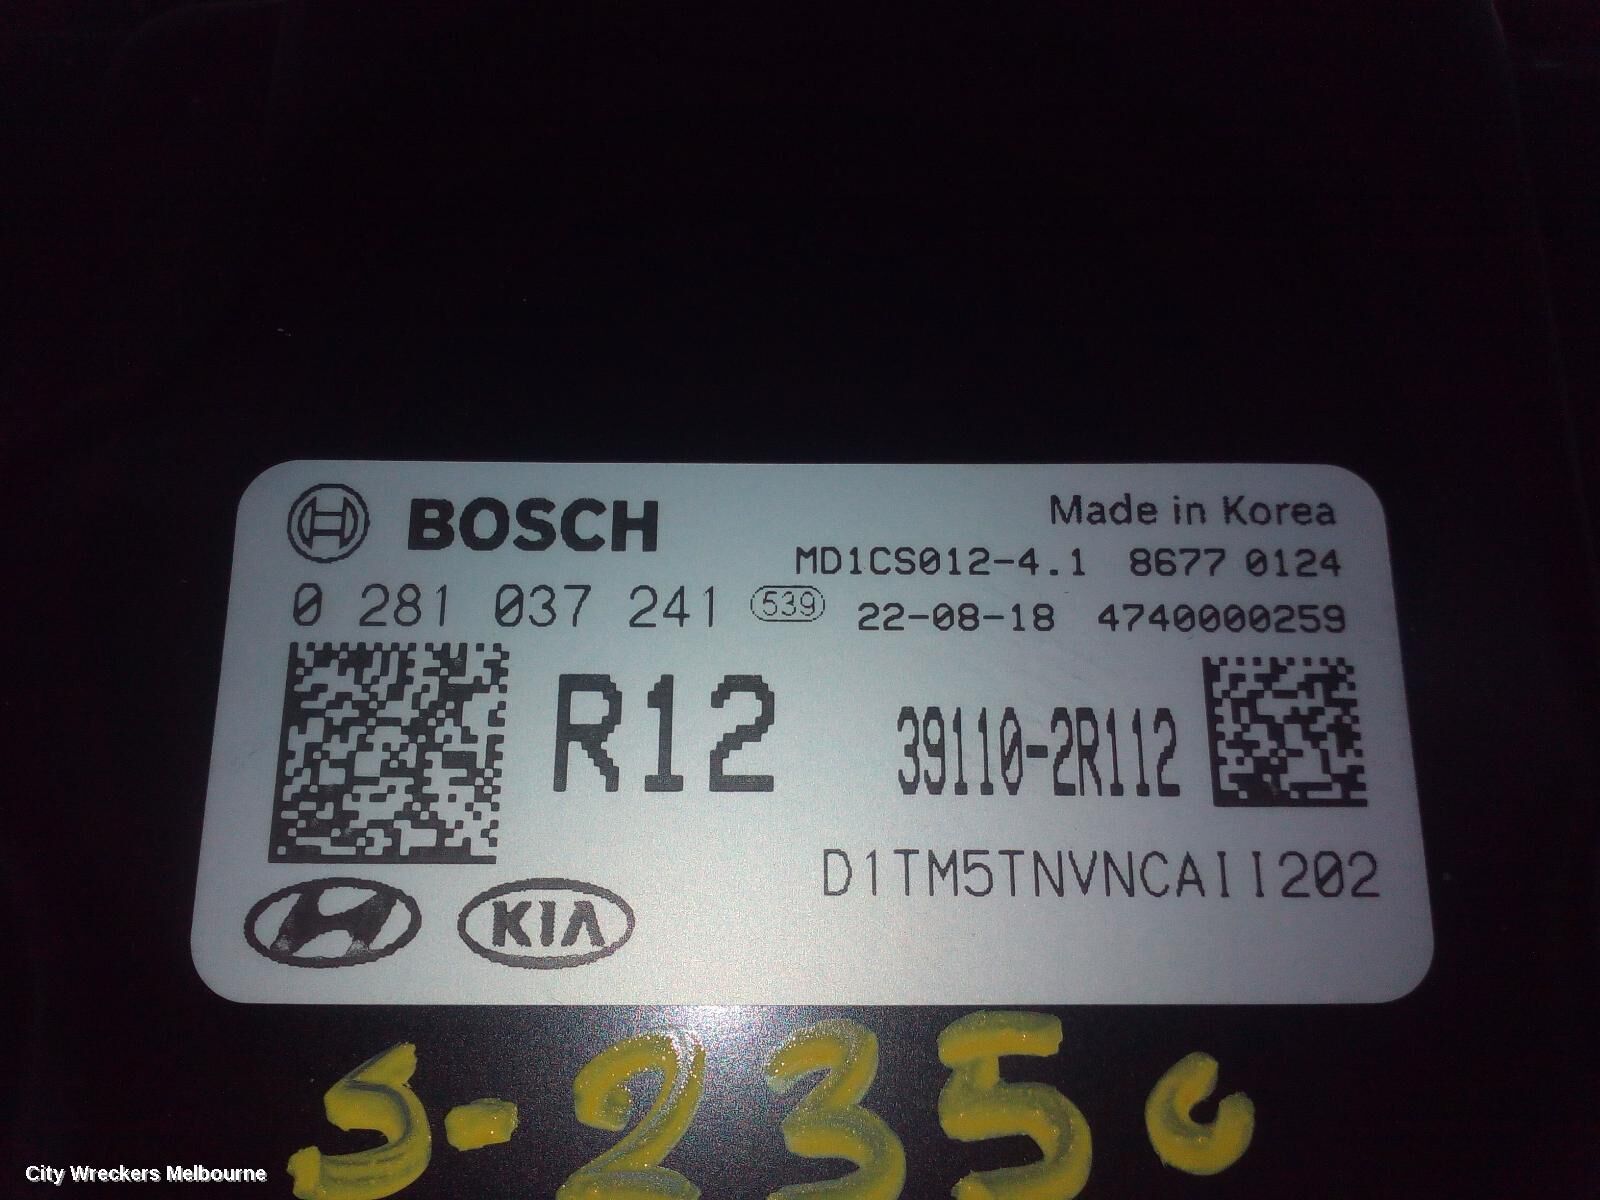 BOSCH
Made in Korea
MD1CS012-4.1 8677 0124
0 281 037 241 539 22-08-18 4740000259
R12 39110-2R112
D1TM5TNVNCAII202
KIA
S-2350
City Wreckers Melbourne